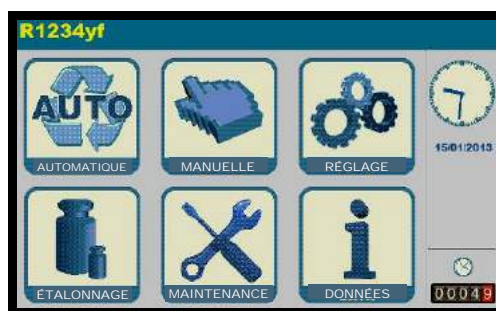 R1234yf
AUTO
AUTOMATIQUE
MANUELLE
RÉGLAGE
15/01/2013
ÉTALONNAGE
MAINTENANCE
DONNÉES
00049